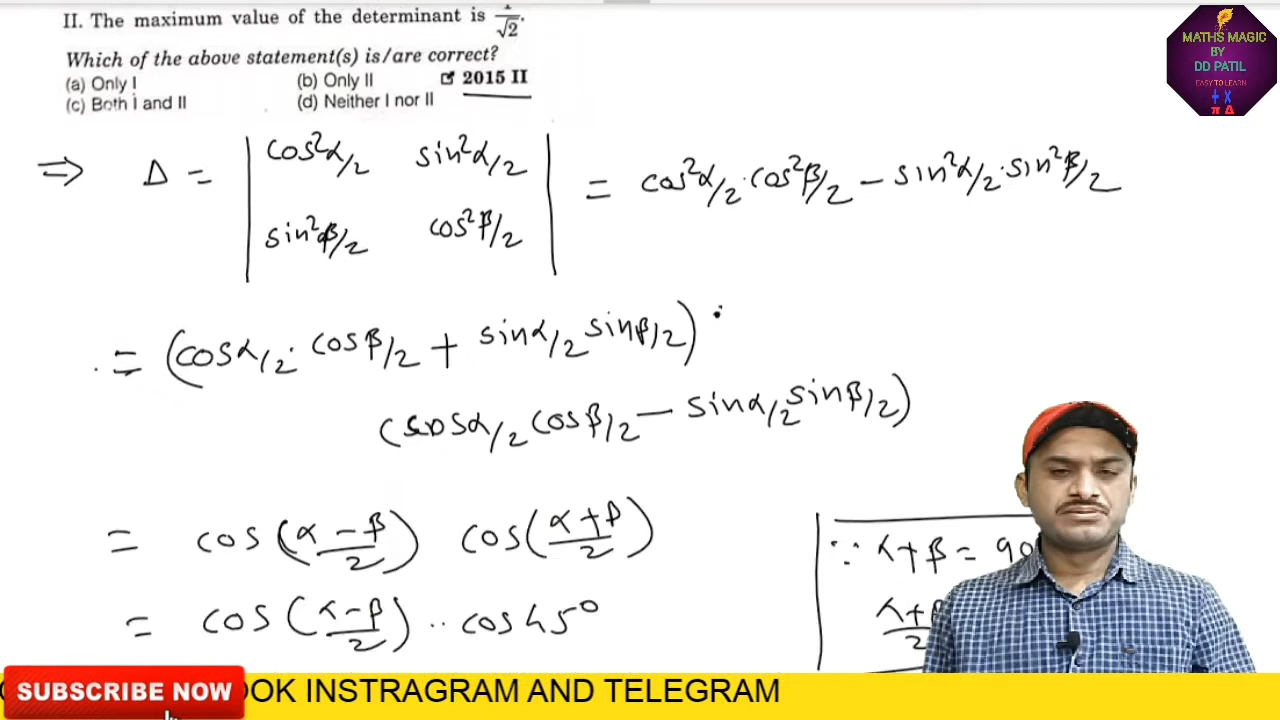 II. The maximum value of the determinant is 1/√2.
Which of the above statement(s) is/are correct?
(a) Only I (b) Only II 2015 II
(c) Both I and II (d) Neither I nor II
MATHS MAGIC
BY
DD PATIL
EASY TO LEARN
+ X
π Δ
⇒ Δ = | cos²α/2 sin²α/2 | = cos²α/2 · cos²β/2 − sin²α/2 · sin²β/2
| sin²β/2 cos²β/2 |
= (cosα/2 · cosβ/2 + sinα/2 sinβ/2) ·
(cosα/2 cosβ/2 − sinα/2 sinβ/2)
= cos((α−β)/2) cos((α+β)/2)
= cos((α−β)/2) ·· cos45°
∵ α+β = 90
α+β/2
SUBSCRIBE NOW
OOK INSTRAGRAM AND TELEGRAM